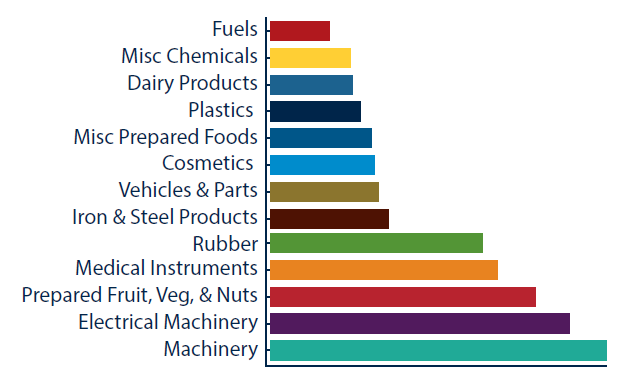 Fuels
Misc Chemicals
Dairy Products
Plastics
Misc Prepared Foods
Cosmetics
Vehicles & Parts
Iron & Steel Products
Rubber
Medical Instruments
Prepared Fruit, Veg, & Nuts
Electrical Machinery
Machinery